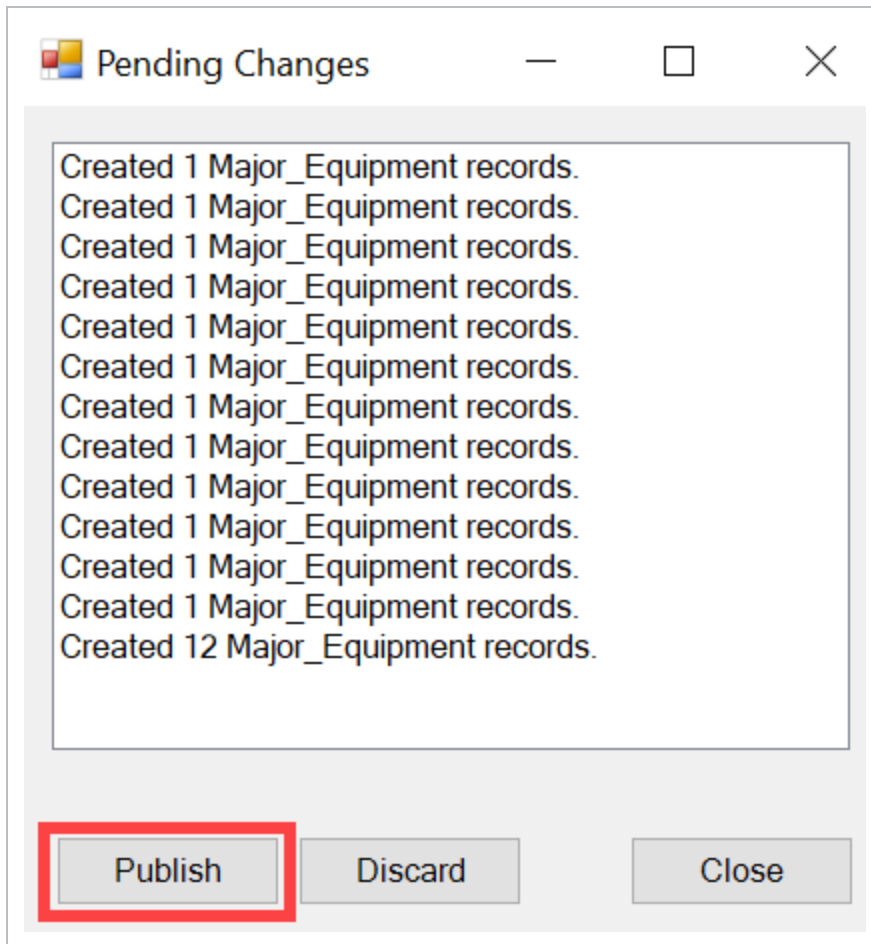 Pending Changes
Created 1 Major_Equipment records.
Created 1 Major_Equipment records.
Created 1 Major_Equipment records.
Created 1 Major_Equipment records.
Created 1 Major_Equipment records.
Created 1 Major_Equipment records.
Created 1 Major_Equipment records.
Created 1 Major_Equipment records.
Created 1 Major_Equipment records.
Created 1 Major_Equipment records.
Created 1 Major_Equipment records.
Created 1 Major_Equipment records.
Created 12 Major_Equipment records.
Publish Discard Close